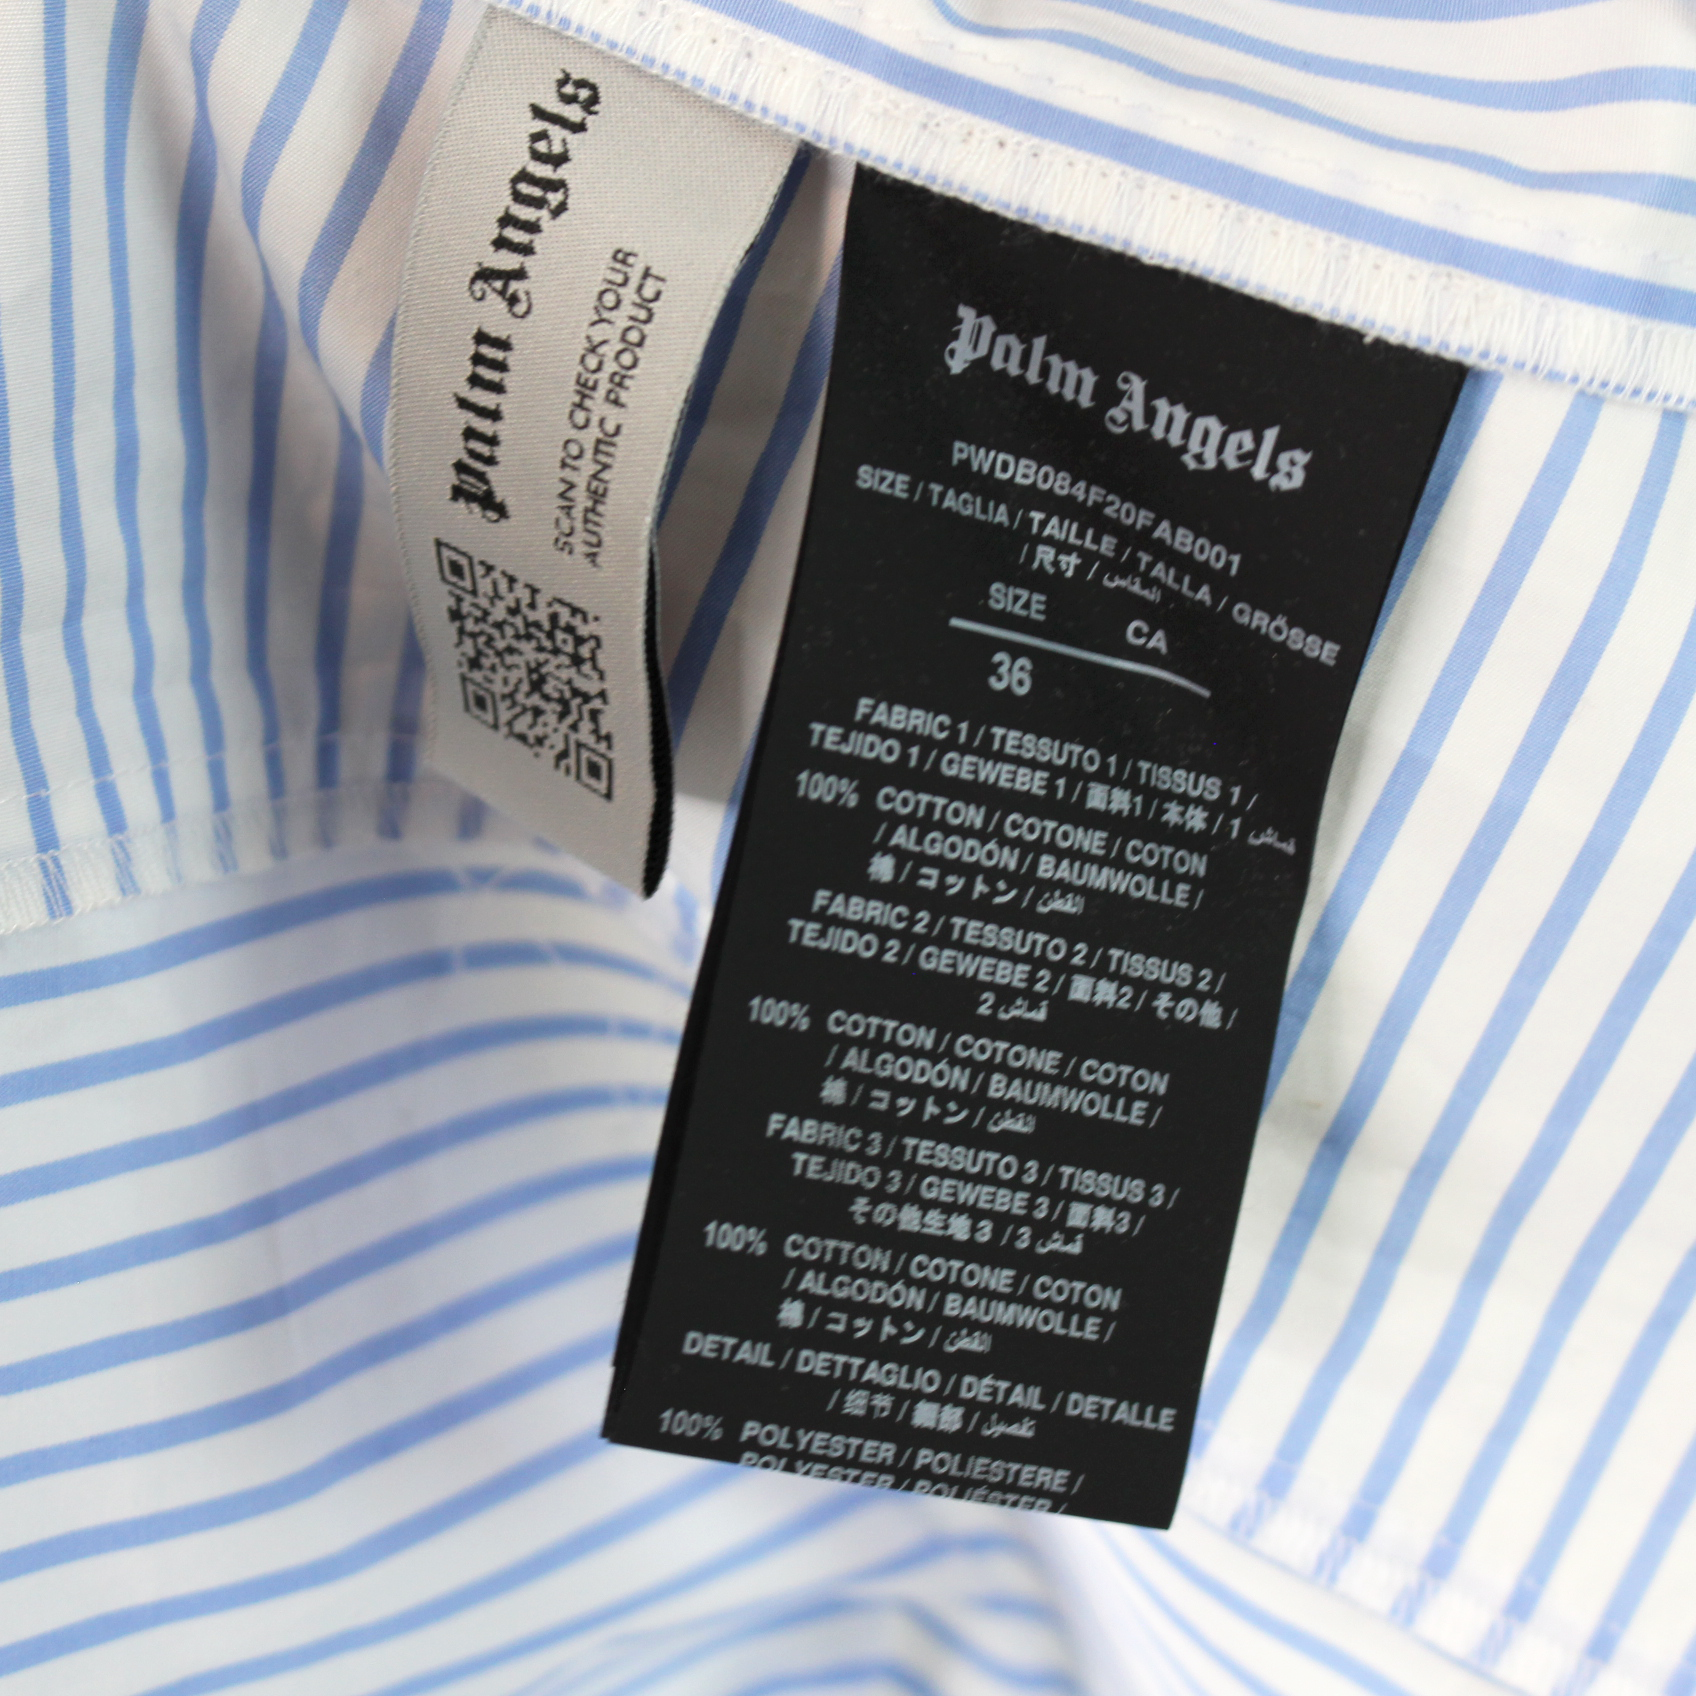 Palm Angels
SCAN TO CHECK YOUR
AUTHENTIC PRODUCT
Palm Angels
PWDB084F20FAB001
SIZE / TAGLIA / TAILLE / TALLA / GRÖSSE
/ 尺寸 / المقاس
SIZE CA
36
FABRIC 1 / TESSUTO 1 / TISSUS 1 /
TEJIDO 1 / GEWEBE 1 / 面料1 / 本体 / 1 قماش
100% COTTON / COTONE / COTON
/ ALGODÓN / BAUMWOLLE /
棉 / コットン / القطن
FABRIC 2 / TESSUTO 2 / TISSUS 2 /
TEJIDO 2 / GEWEBE 2 / 面料2 / その他 /
2 قماش
100% COTTON / COTONE / COTON
/ ALGODÓN / BAUMWOLLE /
棉 / コットン / القطن
FABRIC 3 / TESSUTO 3 / TISSUS 3 /
TEJIDO 3 / GEWEBE 3 / 面料3 /
その他生地 3 / 3 قماش
100% COTTON / COTONE / COTON
/ ALGODÓN / BAUMWOLLE /
棉 / コットン / القطن
DETAIL / DETTAGLIO / DÉTAIL / DETALLE
/ 细节 / 細部 / تفصيل
100% POLYESTER / POLIESTERE /
POLYESTER / POLIÉSTER /